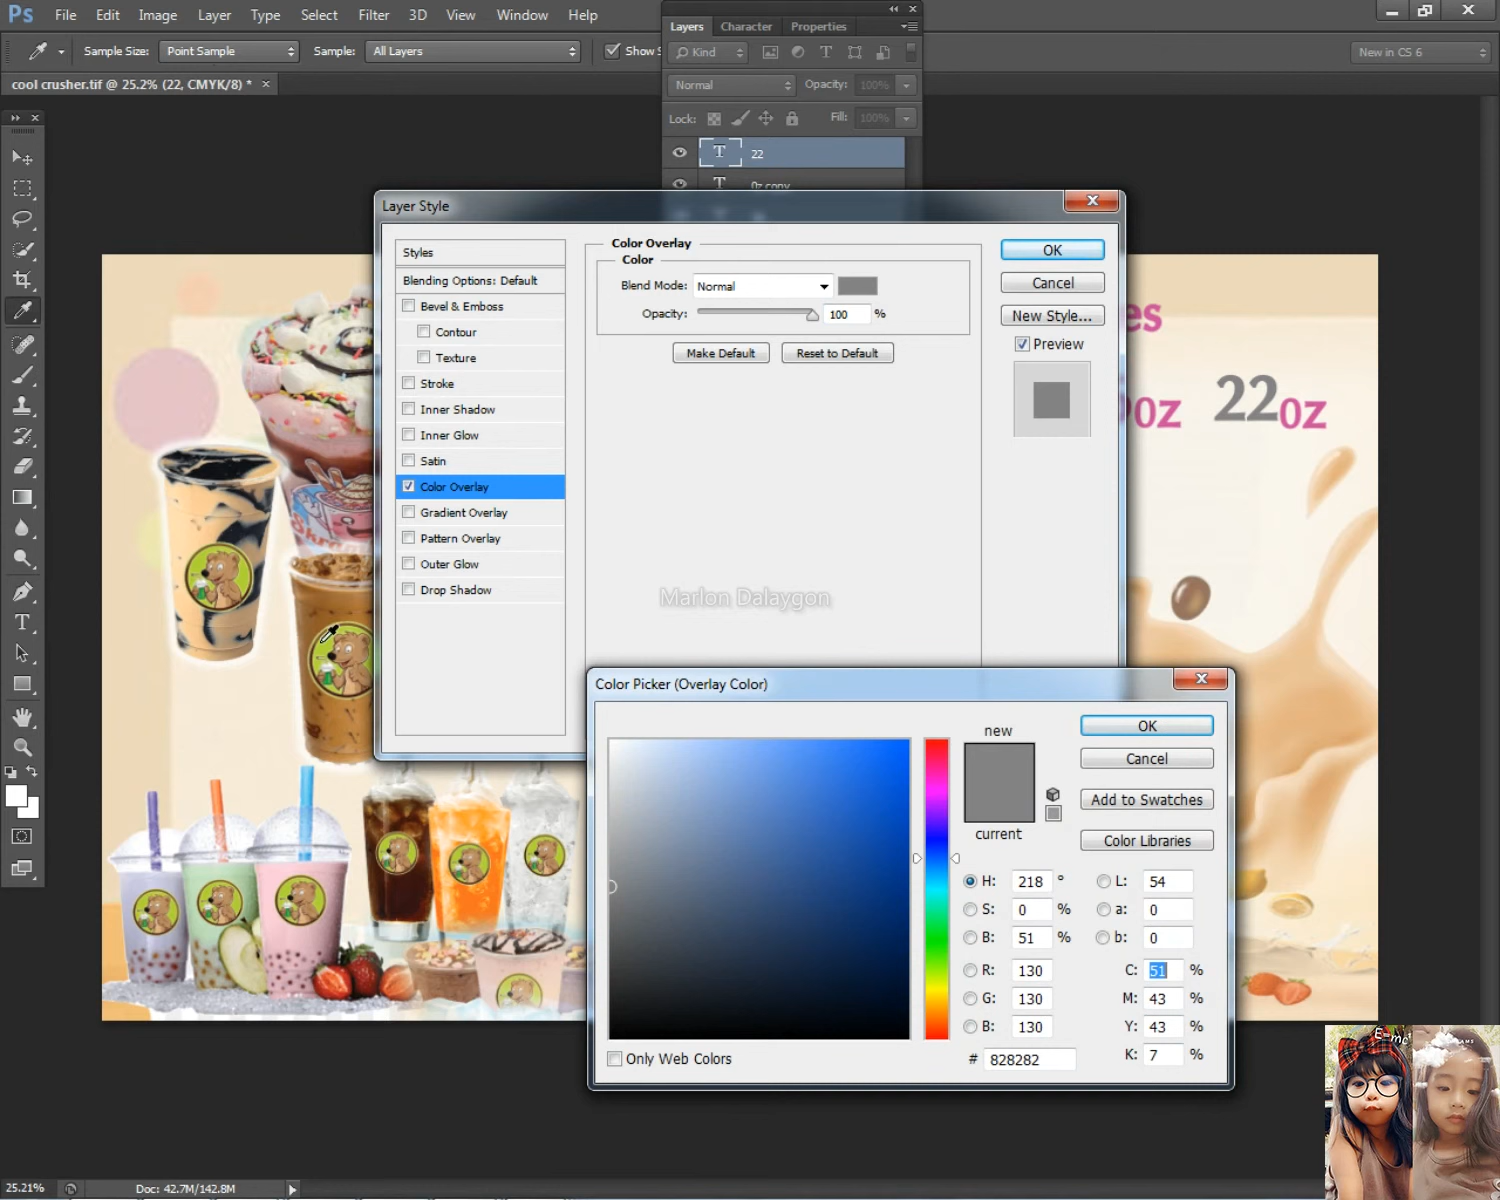 Ps File Edit Image Layer Type Select Filter 3D View Window Help
Sample Size: Point Sample Sample: All Layers Show S New in CS 6
cool crusher.tif @ 25.2% (22, CMYK/8) * ×
Layers Character Properties
Kind
Normal Opacity: 100%
Lock: Fill: 100%
T 22
T 0z copy
Layer Style
Styles
Blending Options: Default
Bevel & Emboss
Contour
Texture
Stroke
Inner Shadow
Inner Glow
Satin
Color Overlay
Gradient Overlay
Pattern Overlay
Outer Glow
Drop Shadow
Color Overlay
Color
Blend Mode: Normal
Opacity: 100 %
Make Default Reset to Default
OK
Cancel
New Style...
Preview
es
0z 220z
Marlon Dalaygon
Color Picker (Overlay Color)
new
current
OK
Cancel
Add to Swatches
Color Libraries
H: 218 ° L: 54
S: 0 % a: 0
B: 51 % b: 0
R: 130 C: 51 %
G: 130 M: 43 %
B: 130 Y: 43 %
# 828282 K: 7 %
Only Web Colors
25.21% Doc: 42.7M/142.8M